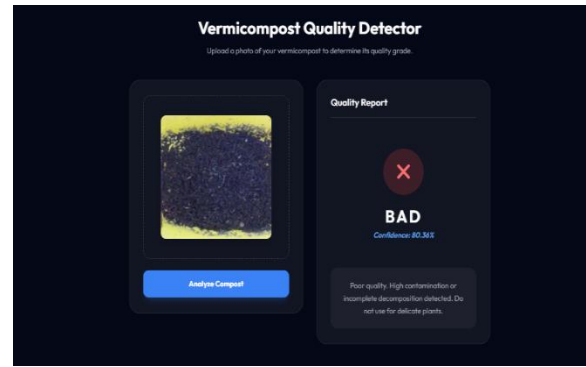 Vermicompost Quality Detector
Upload a photo of your vermicompost to determine its quality grade.
Analyze Compost
Quality Report
BAD
Confidence: 80.36%
Poor quality. High contamination or
incomplete decomposition detected. Do
not use for delicate plants.